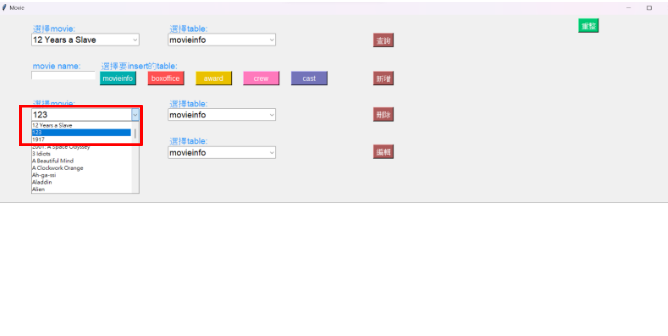 Movie
選擇movie: 選擇table: 重整
12 Years a Slave movieinfo 查詢
movie name: 選擇要insert的table:
movieinfo boxoffice award crew cast 新增
選擇movie: 選擇table:
123 movieinfo 刪除
12 Years a Slave
123
1917
2001: A Space Odyssey 選擇table:
3 Idiots movieinfo 編輯
A Beautiful Mind
A Clockwork Orange
Ah-ga-ssi
Aladdin
Alien